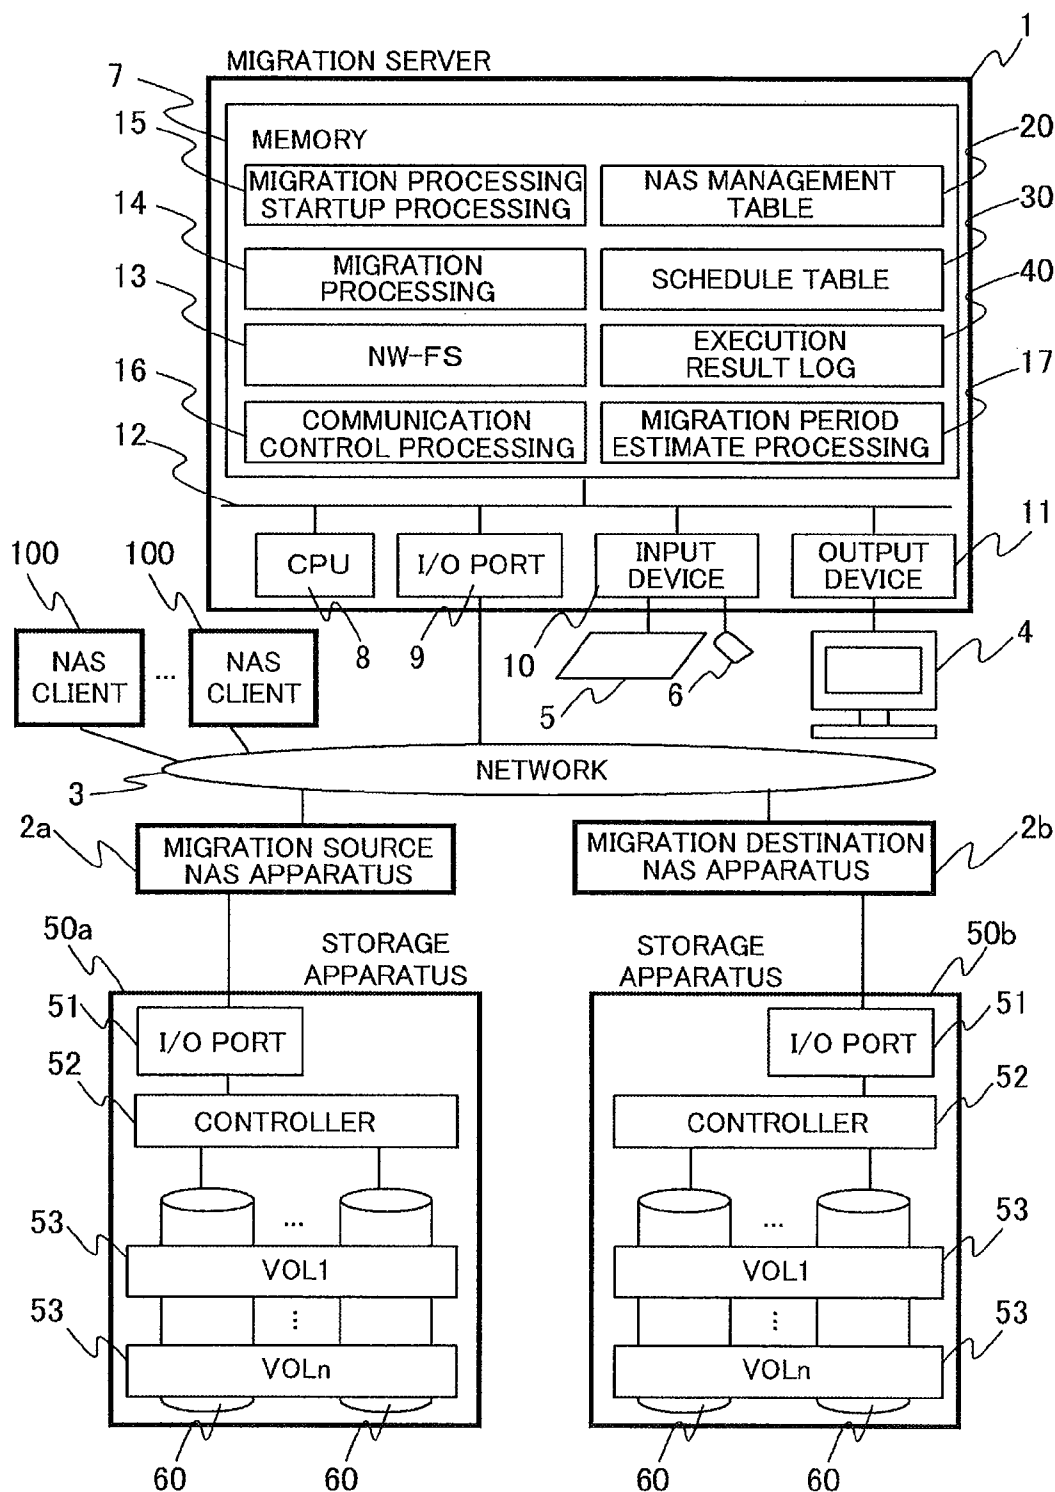 1
MIGRATION SERVER
7
MEMORY
15
20
MIGRATION PROCESSING
STARTUP PROCESSING
NAS MANAGEMENT
TABLE
14
30
MIGRATION
PROCESSING
SCHEDULE TABLE
13
40
NW-FS
EXECUTION
RESULT LOG
16
17
COMMUNICATION
CONTROL PROCESSING
MIGRATION PERIOD
ESTIMATE PROCESSING
12
11
CPU
I/O PORT
INPUT
DEVICE
OUTPUT
DEVICE
100
100
8
9
10
5
6
4
NAS
CLIENT
...
NAS
CLIENT
NETWORK
3
2a
2b
MIGRATION SOURCE
NAS APPARATUS
MIGRATION DESTINATION
NAS APPARATUS
50a
STORAGE
APPARATUS
STORAGE
APPARATUS
50b
51
I/O PORT
I/O PORT
51
52
CONTROLLER
CONTROLLER
52
...
...
53
VOL1
VOL1
53
...
...
53
VOLn
VOLn
53
60
60
60
60